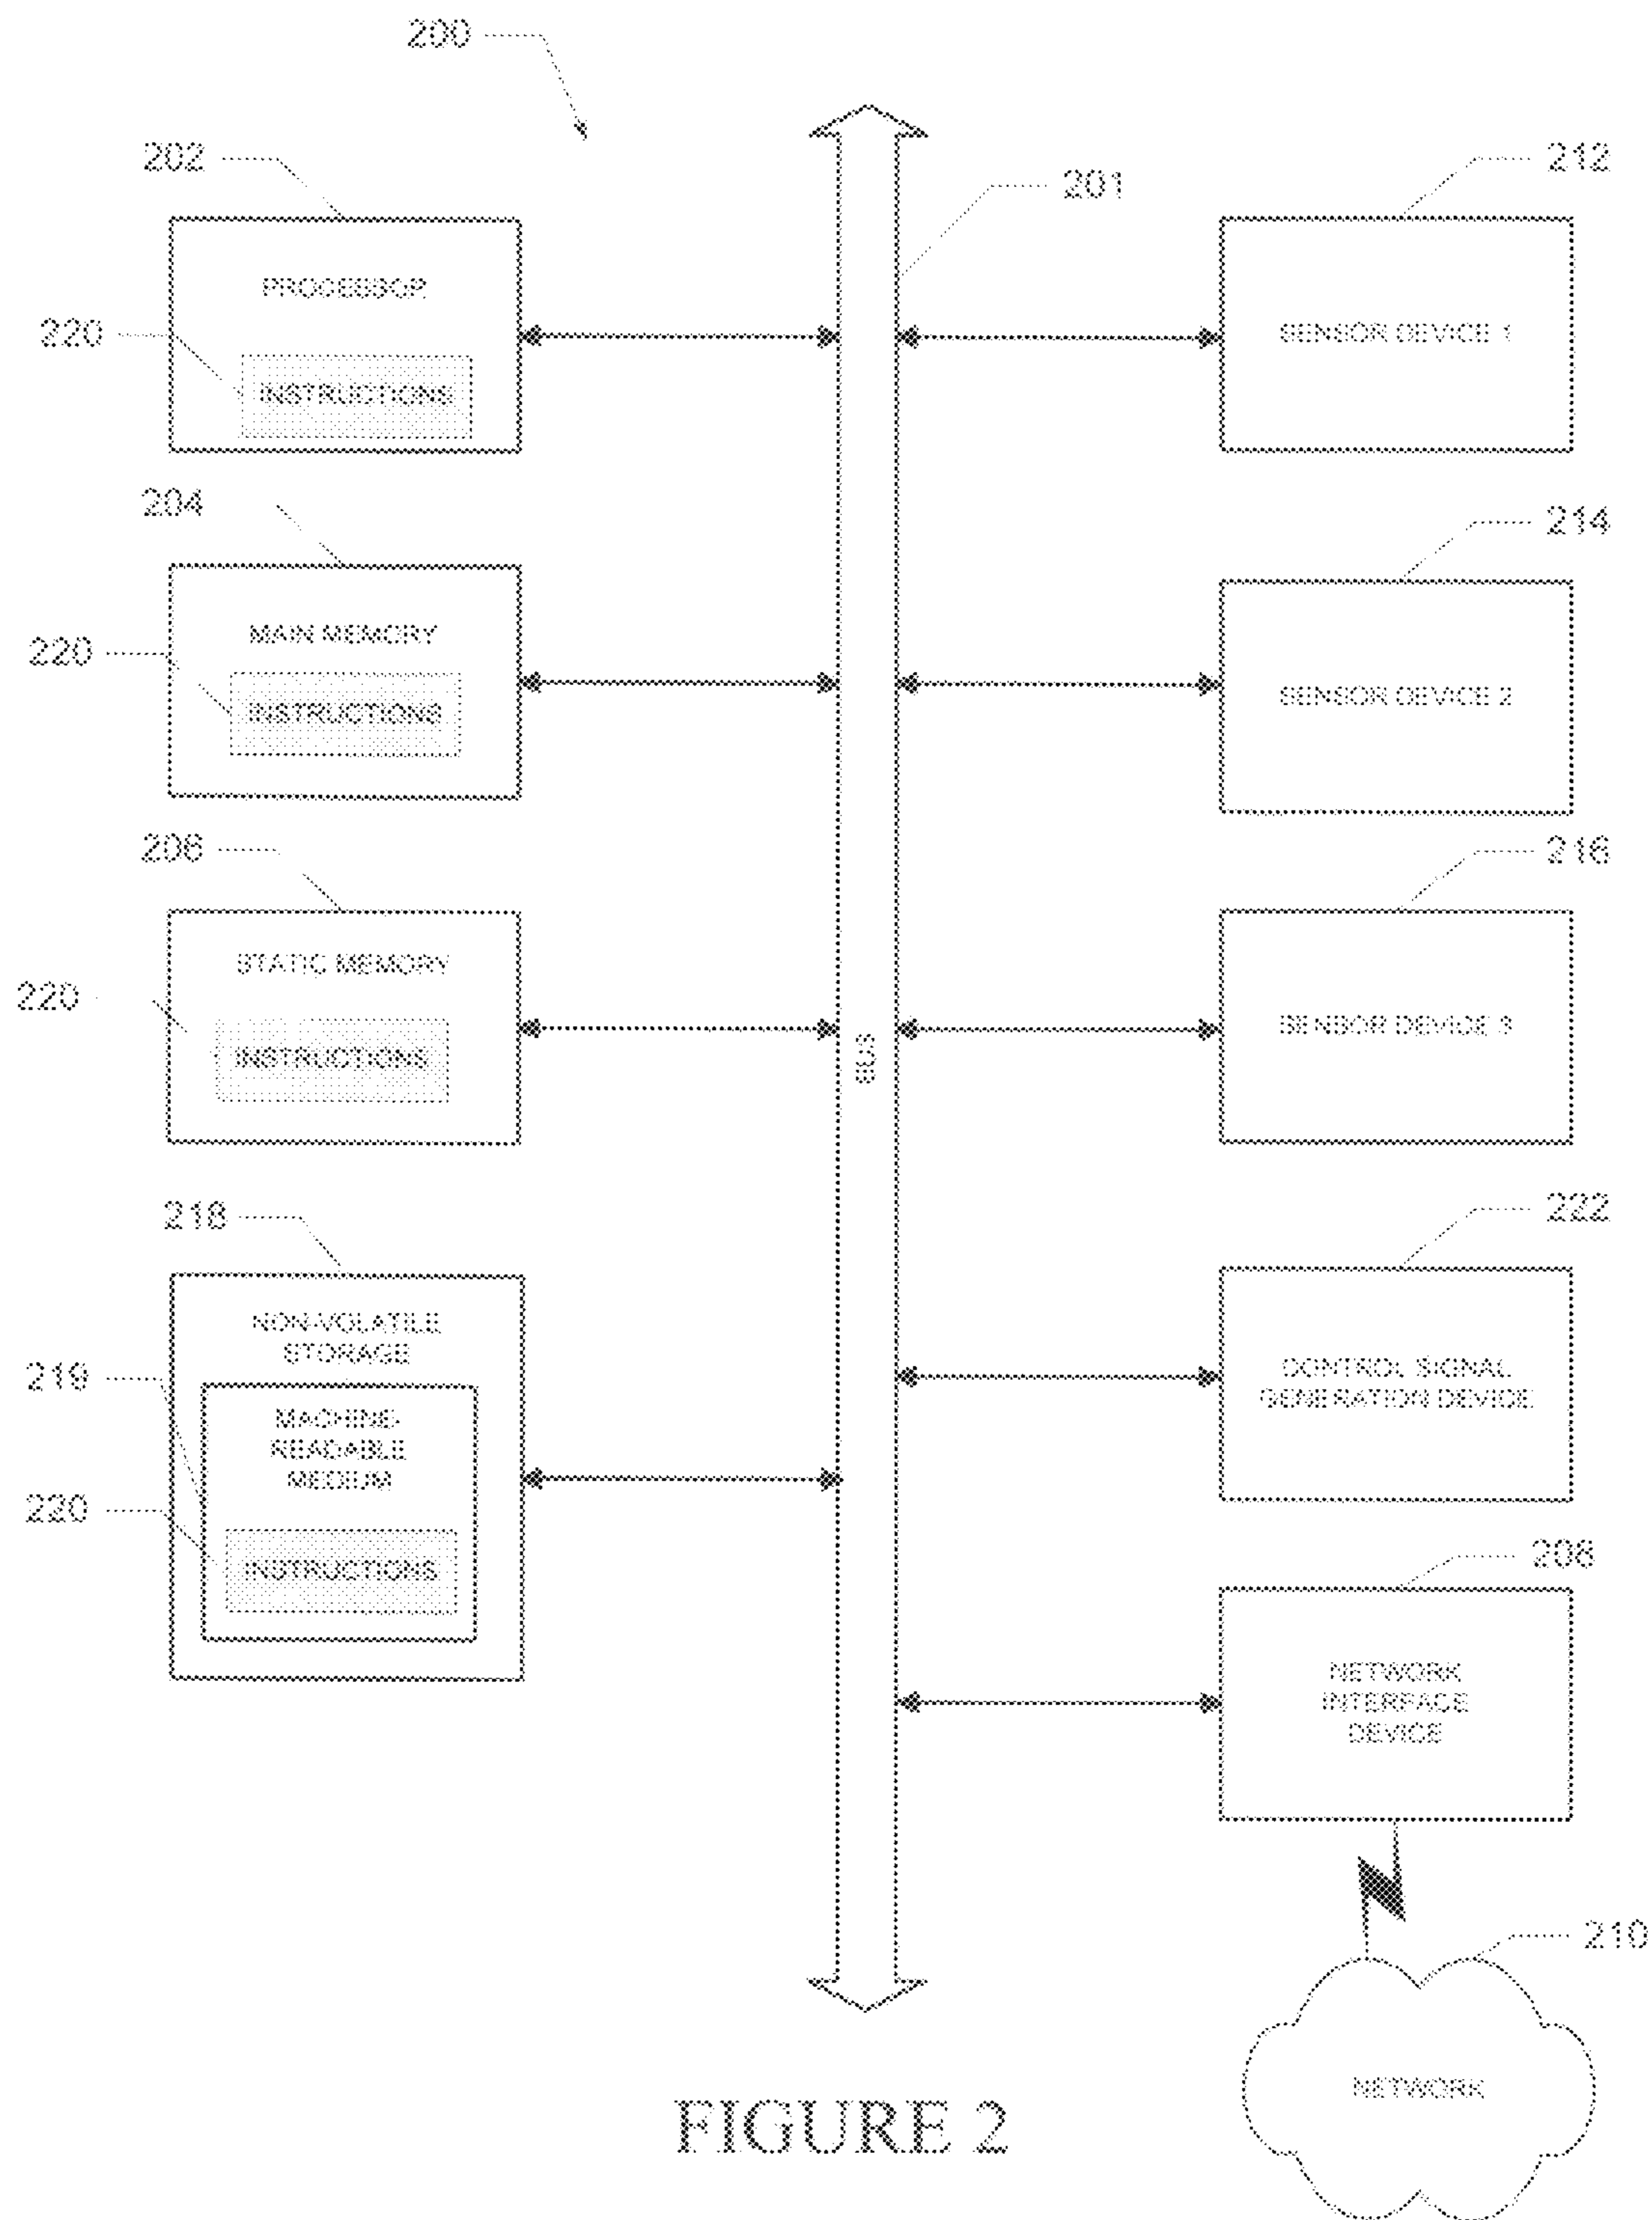 200
202
201
212
PROCESSOR
220
INSTRUCTIONS
SENSOR DEVICE 1
204
214
MAIN MEMORY
220
INSTRUCTIONS
SENSOR DEVICE 2
206
216
STATIC MEMORY
220
INSTRUCTIONS
SENSOR DEVICE 3
BUS
218
222
NON-VOLATILE
STORAGE
219
MACHINE-
READABLE
MEDIUM
220
INSTRUCTIONS
CONTROL SIGNAL
GENERATION DEVICE
208
NETWORK
INTERFACE
DEVICE
210
NETWORK
FIGURE 2